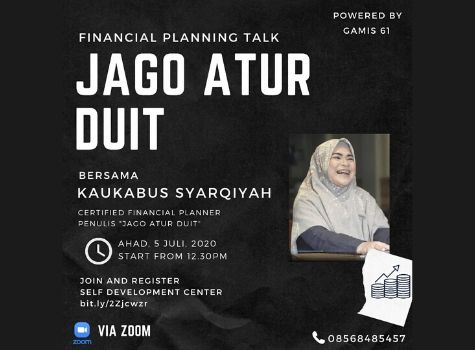 POWERED BY
GAMIS 61
FINANCIAL PLANNING TALK
JAGO ATUR
DUIT
BERSAMA
KAUKABUS SYARQIYAH
CERTIFIED FINANCIAL PLANNER
PENULIS "JAGO ATUR DUIT"
AHAD, 5 JULI, 2020
START FROM 12.30PM
JOIN AND REGISTER
SELF DEVELOPMENT CENTER
bit.ly/2Zjcwzr
zoom
VIA ZOOM
08568485457